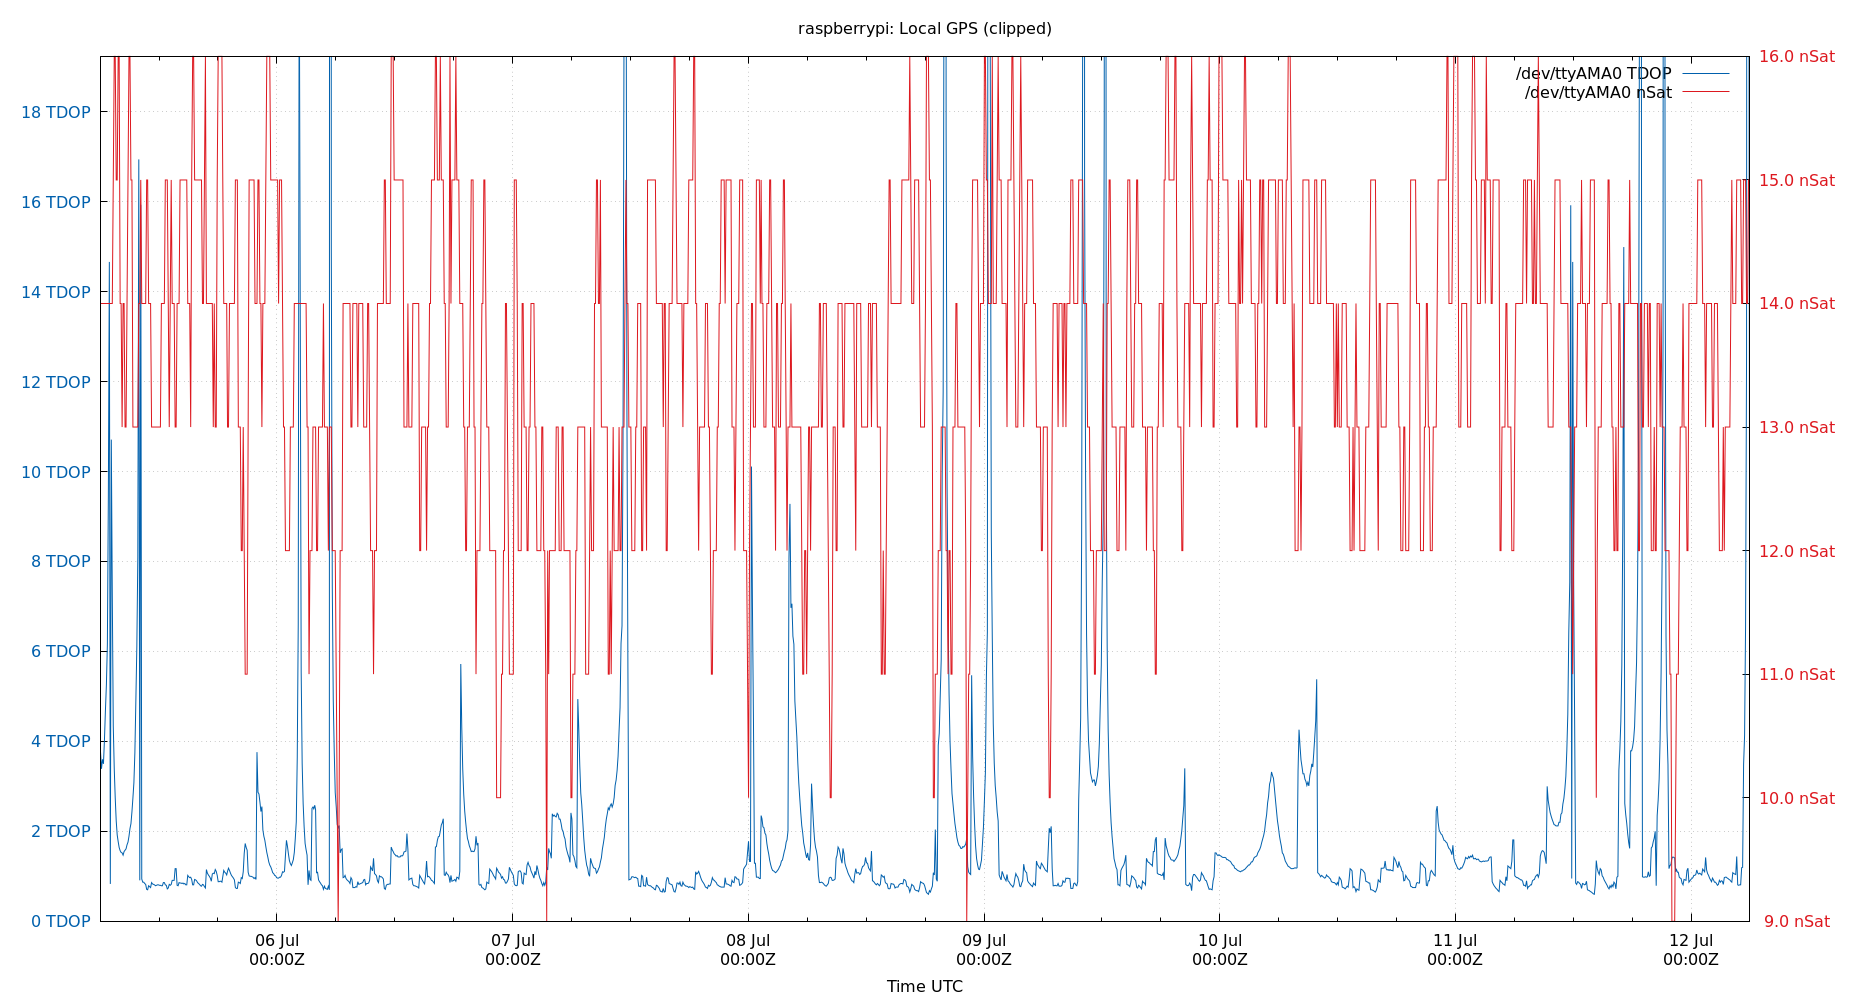 raspberrypi: Local GPS (clipped)
/dev/ttyAMA0 TDOP
/dev/ttyAMA0 nSat
18 TDOP
16 TDOP
14 TDOP
12 TDOP
10 TDOP
8 TDOP
6 TDOP
4 TDOP
2 TDOP
0 TDOP
16.0 nSat
15.0 nSat
14.0 nSat
13.0 nSat
12.0 nSat
11.0 nSat
10.0 nSat
9.0 nSat
06 Jul
00:00Z
07 Jul
00:00Z
08 Jul
00:00Z
09 Jul
00:00Z
10 Jul
00:00Z
11 Jul
00:00Z
12 Jul
00:00Z
Time UTC